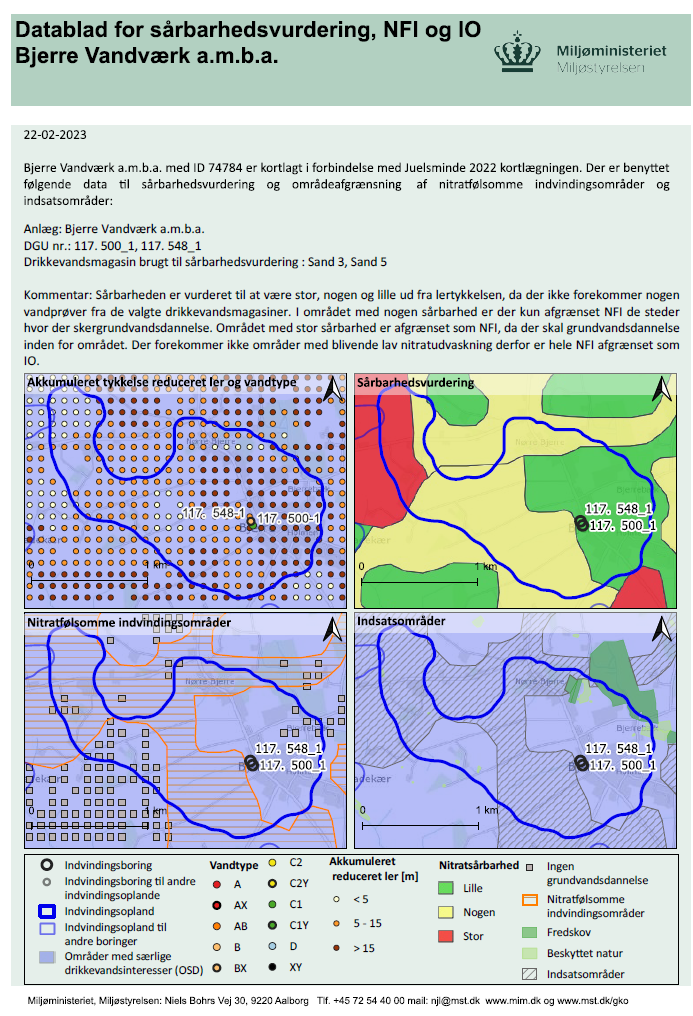 Datablad for sårbarhedsvurdering, NFI og IO
Bjerre Vandværk a.m.b.a.
Miljøministeriet
Miljøstyrelsen
22-02-2023
Bjerre Vandværk a.m.b.a. med ID 74784 er kortlagt i forbindelse med Juelsminde 2022 kortlægningen. Der er benyttet
følgende data til sårbarhedsvurdering og områdeafgrænsning af nitratfølsomme indvindingsområder og
indsatsområder:
Anlæg: Bjerre Vandværk a.m.b.a.
DGU nr.: 117. 500_1, 117. 548_1
Drikkevandsmagasin brugt til sårbarhedsvurdering : Sand 3, Sand 5
Kommentar: Sårbarheden er vurderet til at være stor, nogen og lille ud fra lertykkelsen, da der ikke forekommer nogen
vandprøver fra de valgte drikkevandsmagasiner. I området med nogen sårbarhed er der kun afgrænset NFI de steder
hvor der skergrundvandsdannelse. Området med stor sårbarhed er afgrænset som NFI, da der skal grundvandsdannelse
inden for området. Der forekommer ikke områder med blivende lav nitratudvaskning derfor er hele NFI afgrænset som
IO.
Akkumuleret tykkelse reduceret ler og vandtype
Nørre Bjerre
117. 548-1
117. 500-1
0
1 km
Sårbarhedsvurdering
Nørre Bjerre
117. 548_1
117. 500_1
0
1 km
Nitratfølsomme indvindingsområder
Nørre Bjerre
117. 548_1
117. 500_1
0
1 km
Indsatsområder
Nørre Bjerre
117. 548_1
117. 500_1
0
1 km
Indvindingsboring
Indvindingsboring til andre
indvindingsoplande
Indvindingsopland
Indvindingsopland til
andre boringer
Områder med særlige
drikkevandsinteresser (OSD)
Vandtype
A
AX
AB
B
BX
C2
C2Y
C1
C1Y
D
XY
Akkumuleret
reduceret ler [m]
< 5
5 - 15
> 15
Nitratsårbarhed
Lille
Nogen
Stor
Ingen
grundvandsdannelse
Nitratfølsomme
indvindingsområder
Fredskov
Beskyttet natur
Indsatsområder
Miljøministeriet, Miljøstyrelsen: Niels Bohrs Vej 30, 9220 Aalborg Tlf. +45 72 54 40 00 mail: njl@mst.dk www.mim.dk og www.mst.dk/gko